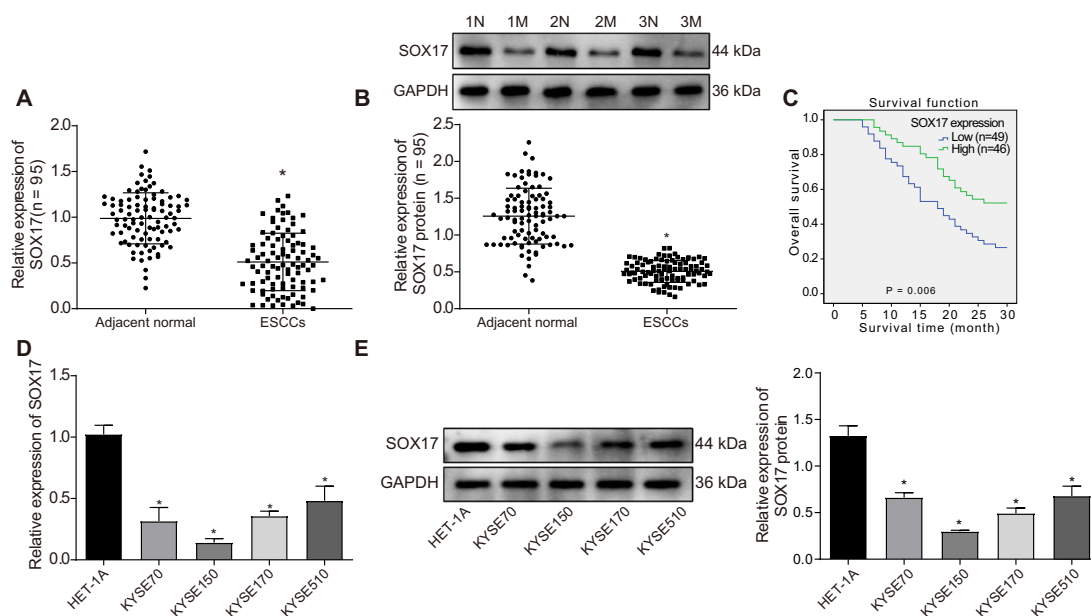 1N 1M 2N 2M 3N 3M
SOX17 44 kDa
GAPDH 36 kDa
A
Relative expression of
SOX17(n = 95)
2.0
1.5
1.0
0.5
0.0
*
Adjacent normal ESCCs
B
Relative expression of
SOX17 protein (n = 95)
2.5
2.0
1.5
1.0
0.5
0.0
*
Adjacent normal ESCCs
C
Survival function
SOX17 expression
Low (n=49)
High (n=46)
Overall survival
1.0
0.8
0.6
0.4
0.2
0.0
P = 0.006
0 5 10 15 20 25 30
Survival time (month)
D
Relative expression of SOX17
1.5
1.0
0.5
0.0
* * * *
HET-1A KYSE70 KYSE150 KYSE170 KYSE510
E
SOX17 44 kDa
GAPDH 36 kDa
HET-1A KYSE70 KYSE150 KYSE170 KYSE510
Relative expression of
SOX17 protein
2.0
1.5
1.0
0.5
0.0
* * * *
HET-1A KYSE70 KYSE150 KYSE170 KYSE510